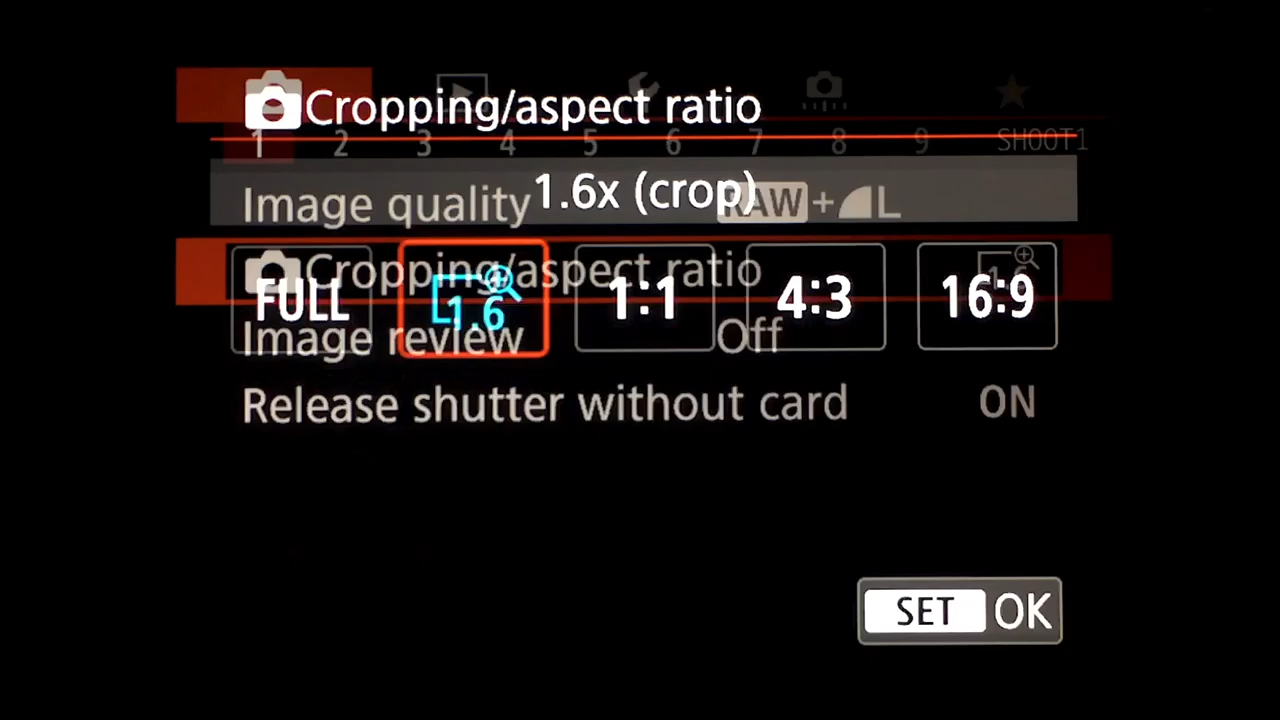 Cropping/aspect ratio
1 2 3 4 5 6 7 8 9 SHOOT1
1.6x (crop)
Image quality RAW+L
Cropping/aspect ratio 1.6
FULL 1.6 1:1 4:3 16:9
Image review Off
Release shutter without card ON
SET OK